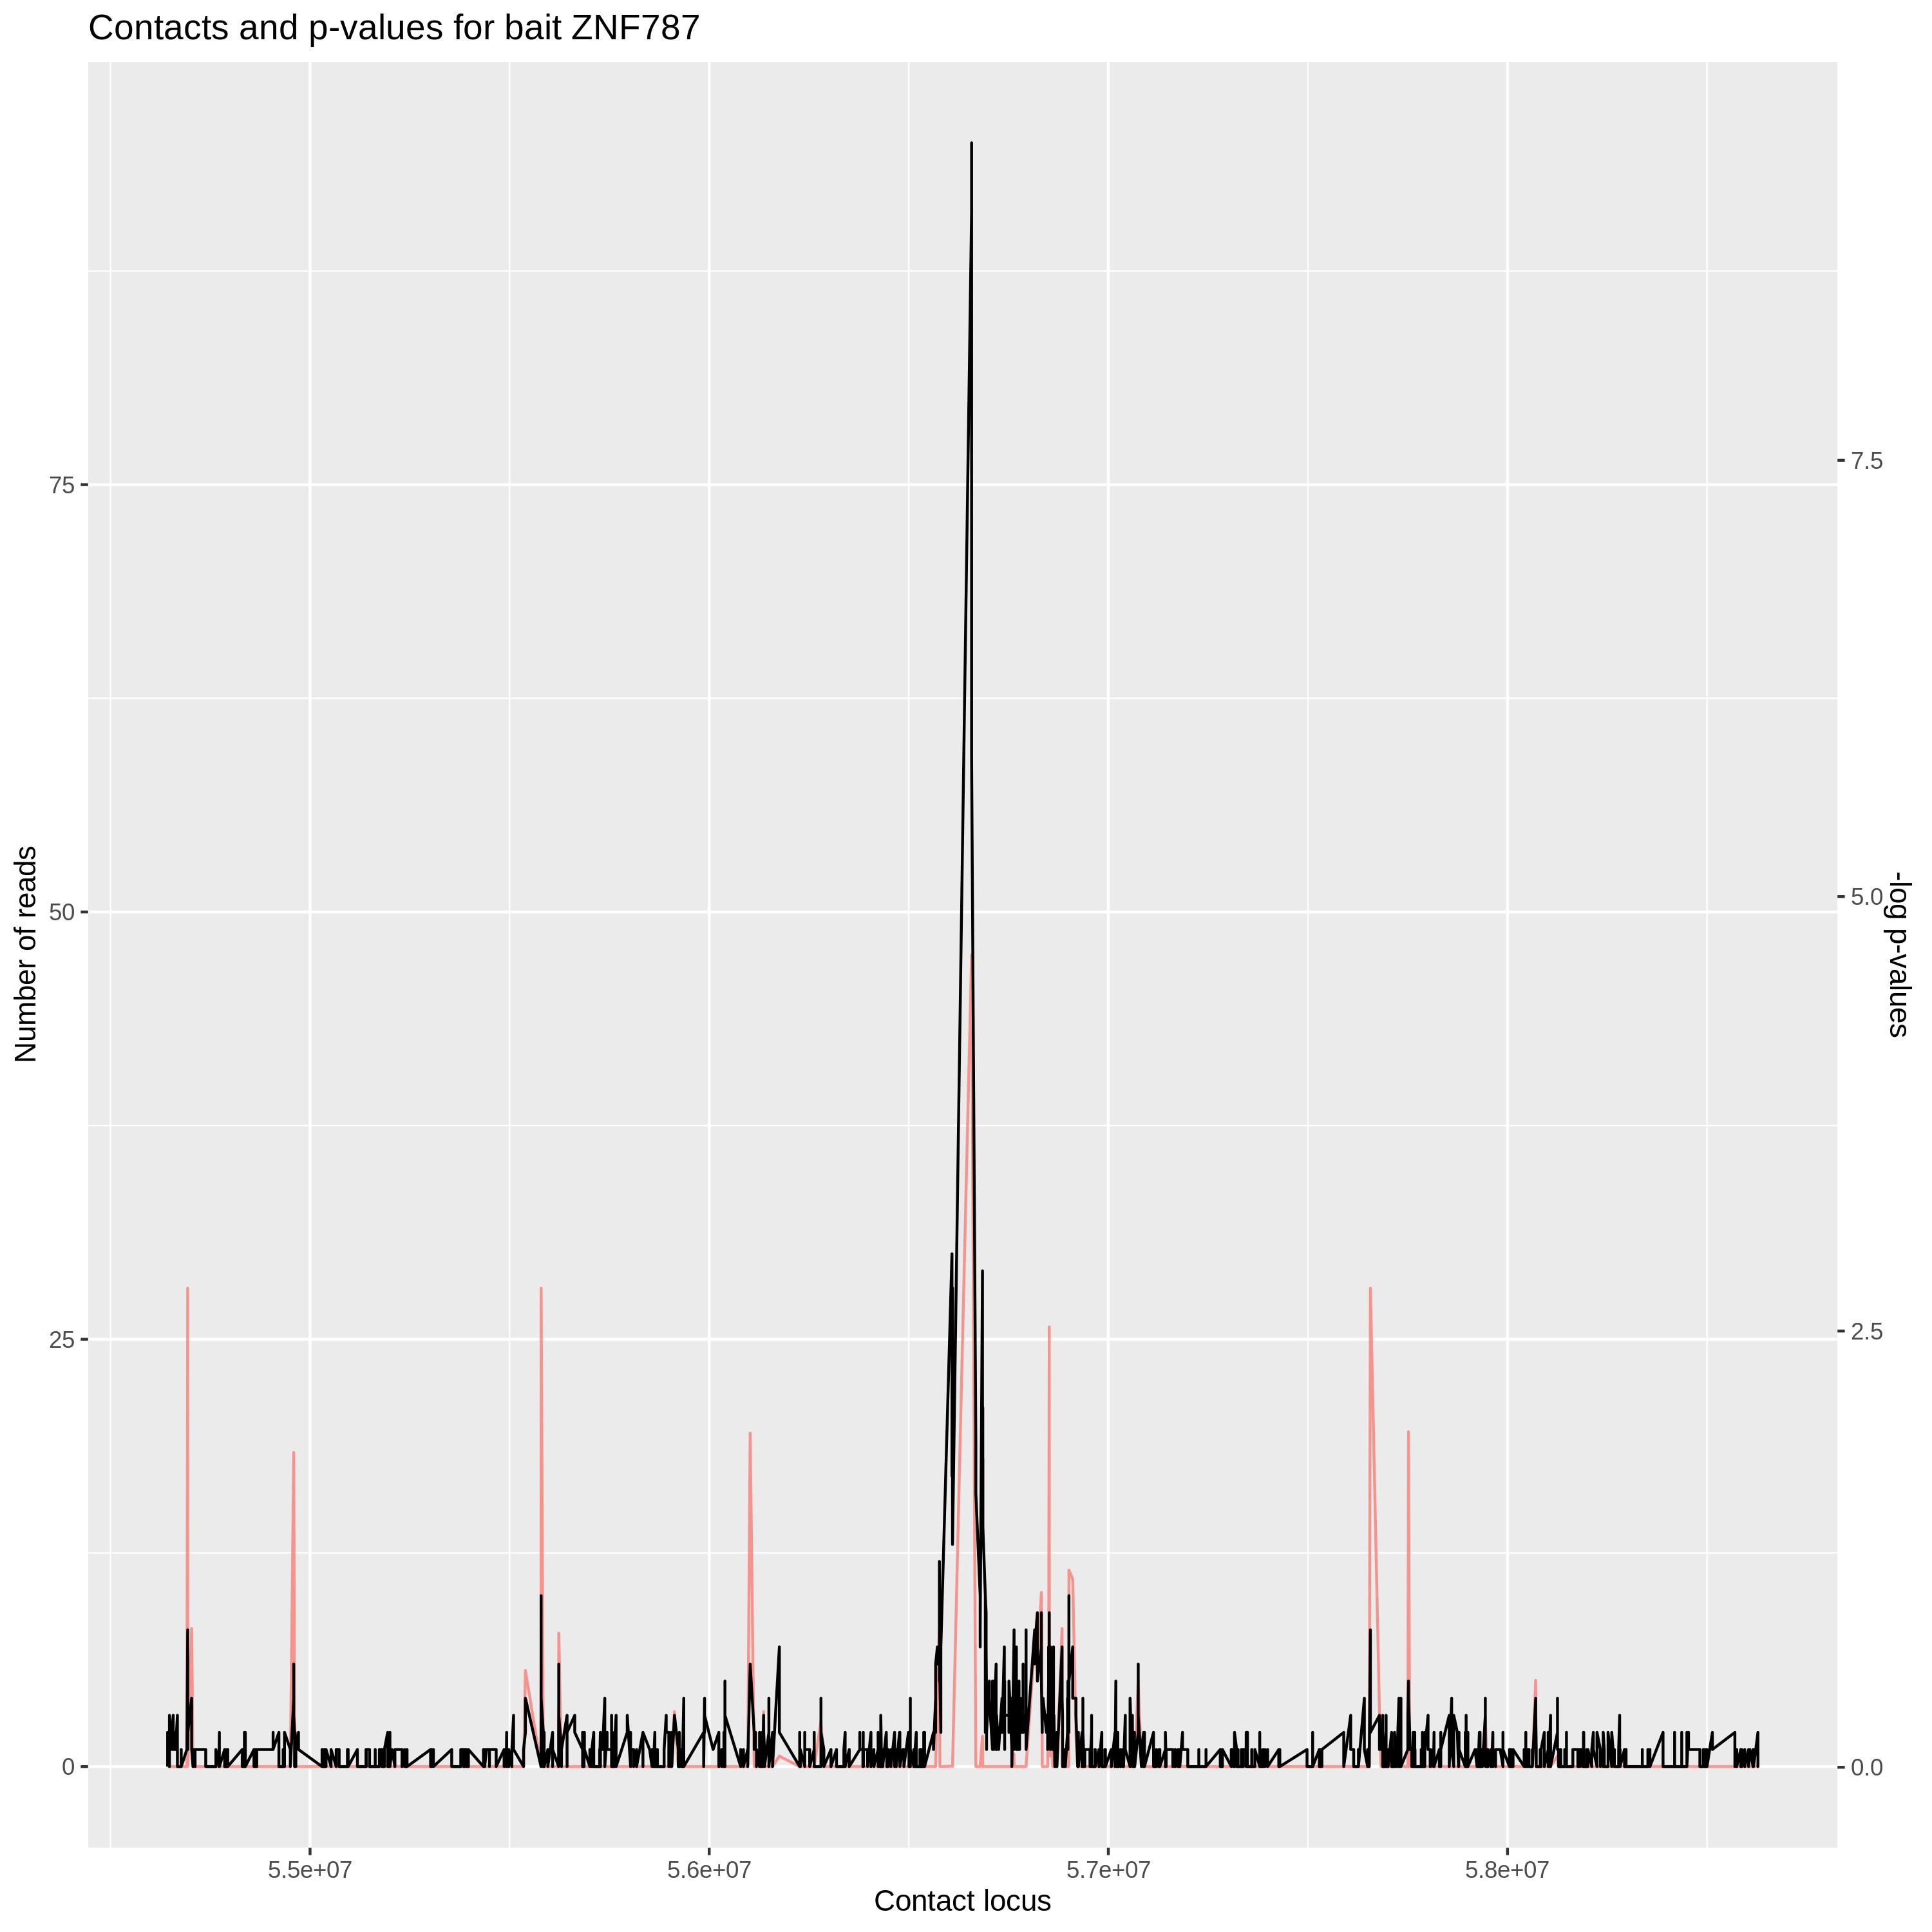 Contacts and p-values for bait ZNF787
Number of reads
75
50
25
0
7.5
5.0
2.5
0.0
-log p-values
5.5e+07 5.6e+07 5.7e+07 5.8e+07
Contact locus